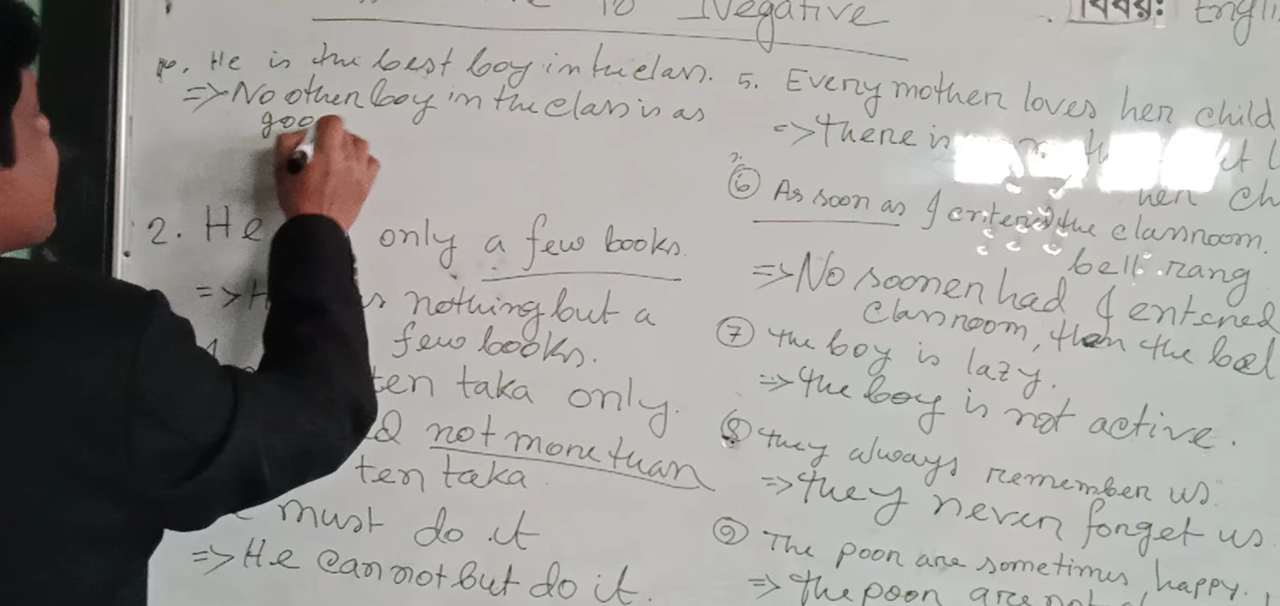 to Negative
বিষয়: Engli
He is the best boy in the class.
=> No other boy in the class is as
goo
2. He only a few books.
=> H nothing but a
few books.
ten taka only.
not more than
ten taka
must do it
=> He cannot but do it.
5. Every mother loves her child
=> There is
her ch
6 As soon as I entered the classroom.
bell rang
=> No sooner had I entered
classroom, than the bel
7 the boy is lazy.
=> the boy is not active.
8 they always remember us.
=> they never forget us
9 The poor are sometimes happy.
=> the poor are not